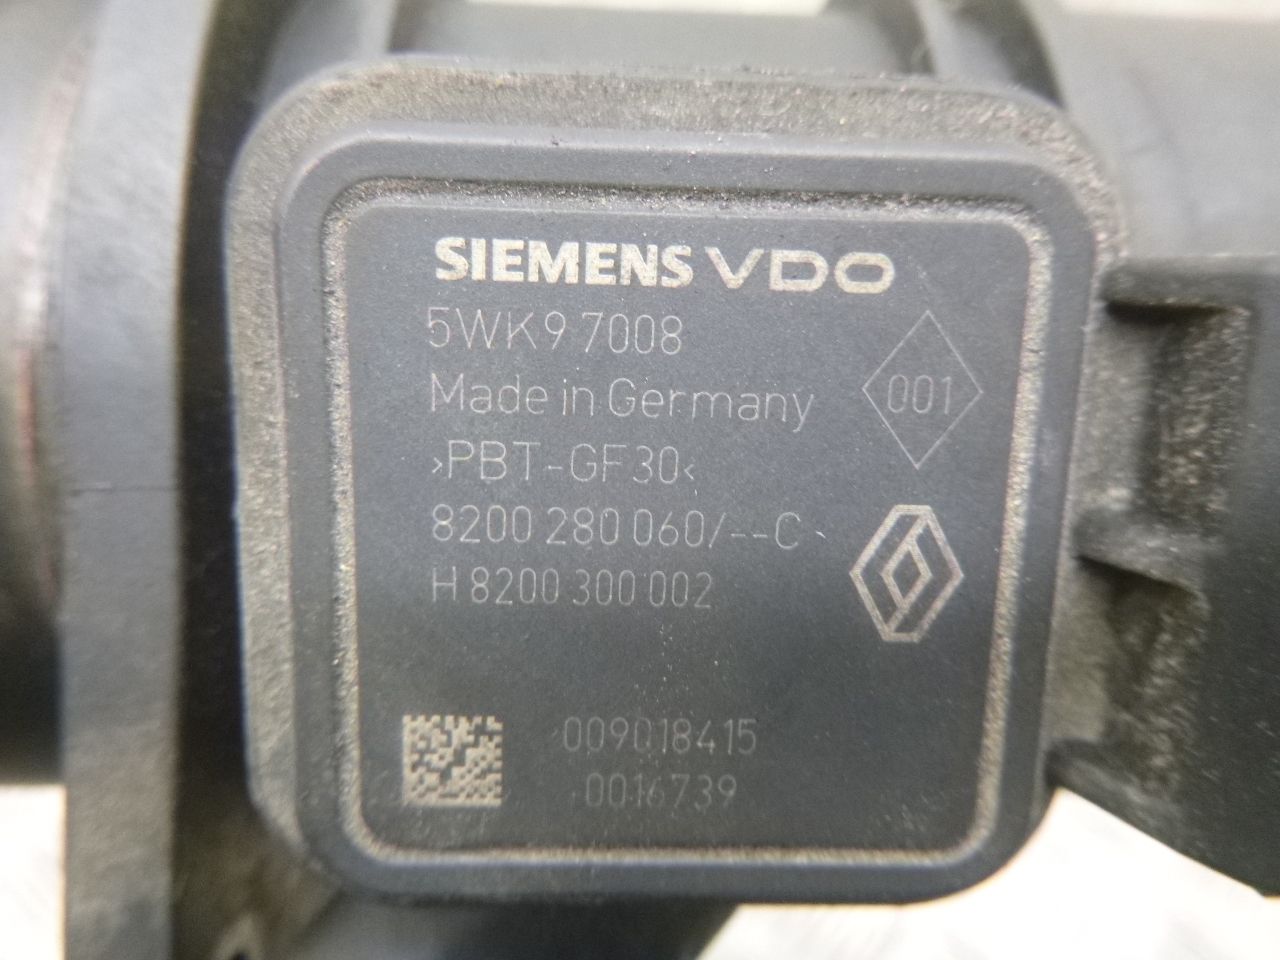 SIEMENS VDO
5WK9 7008
Made in Germany
001
>PBT-GF30<
8200 280 060/--C
H 8200 300 002
009018415
0016739